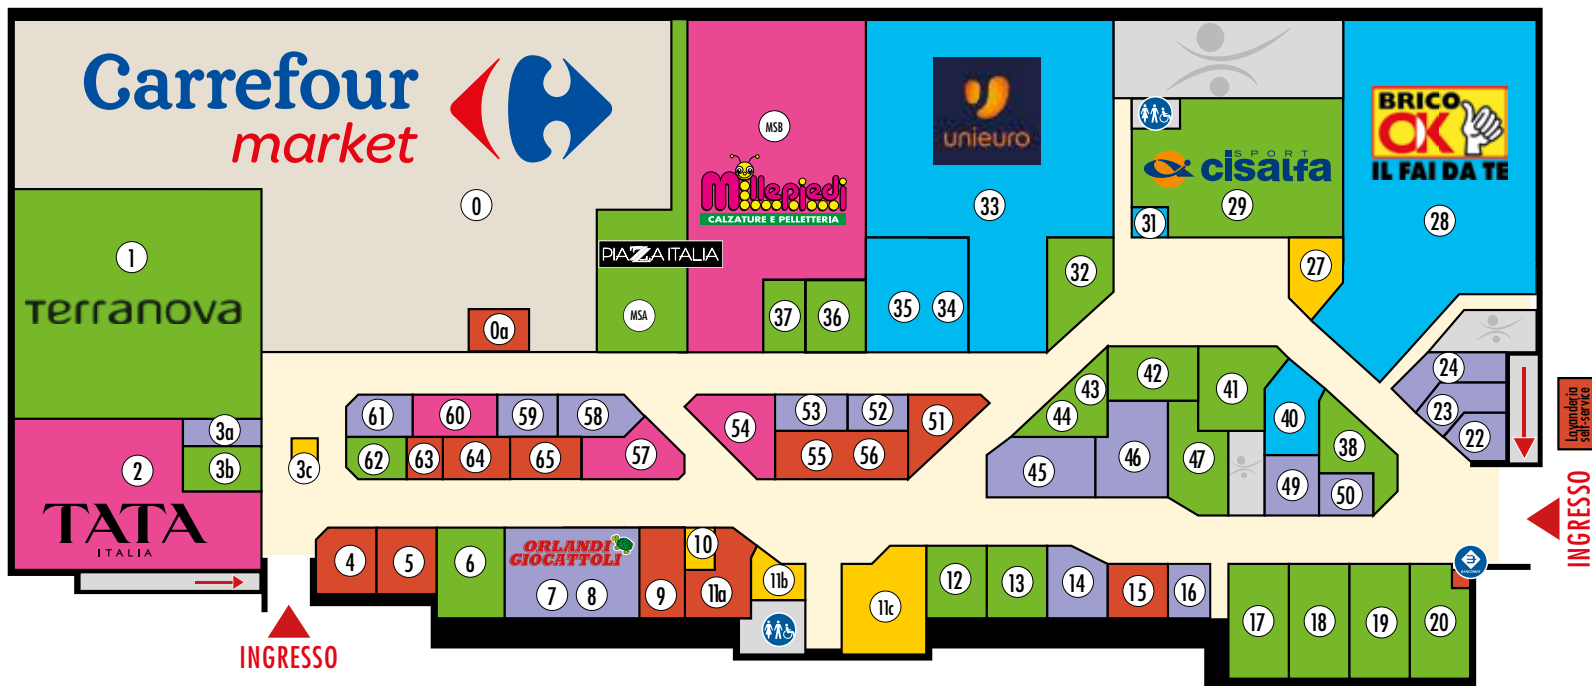 Carrefour
market
MSB
unieuro
BRICO
OK
IL FAI DA TE
SPORT
cisalfa
Millepiedi
CALZATURE E PELLETTERIA
0
33
29
31
28
1
terranova
PIAZZA ITALIA
32
27
MSA
37
36
35
34
0a
24
23
22
Lavanderia
self-service
43
42
41
44
40
38
61
60
59
58
53
52
51
54
3a
3b
2
3c
62
63
64
65
57
55
56
45
46
47
49
50
TATA
ITALIA
INGRESSO
4
5
6
ORLANDI
GIOCATTOLI
7
8
9
10
11a
11b
11c
12
13
14
15
16
BANCOMAT
17
18
19
20
INGRESSO